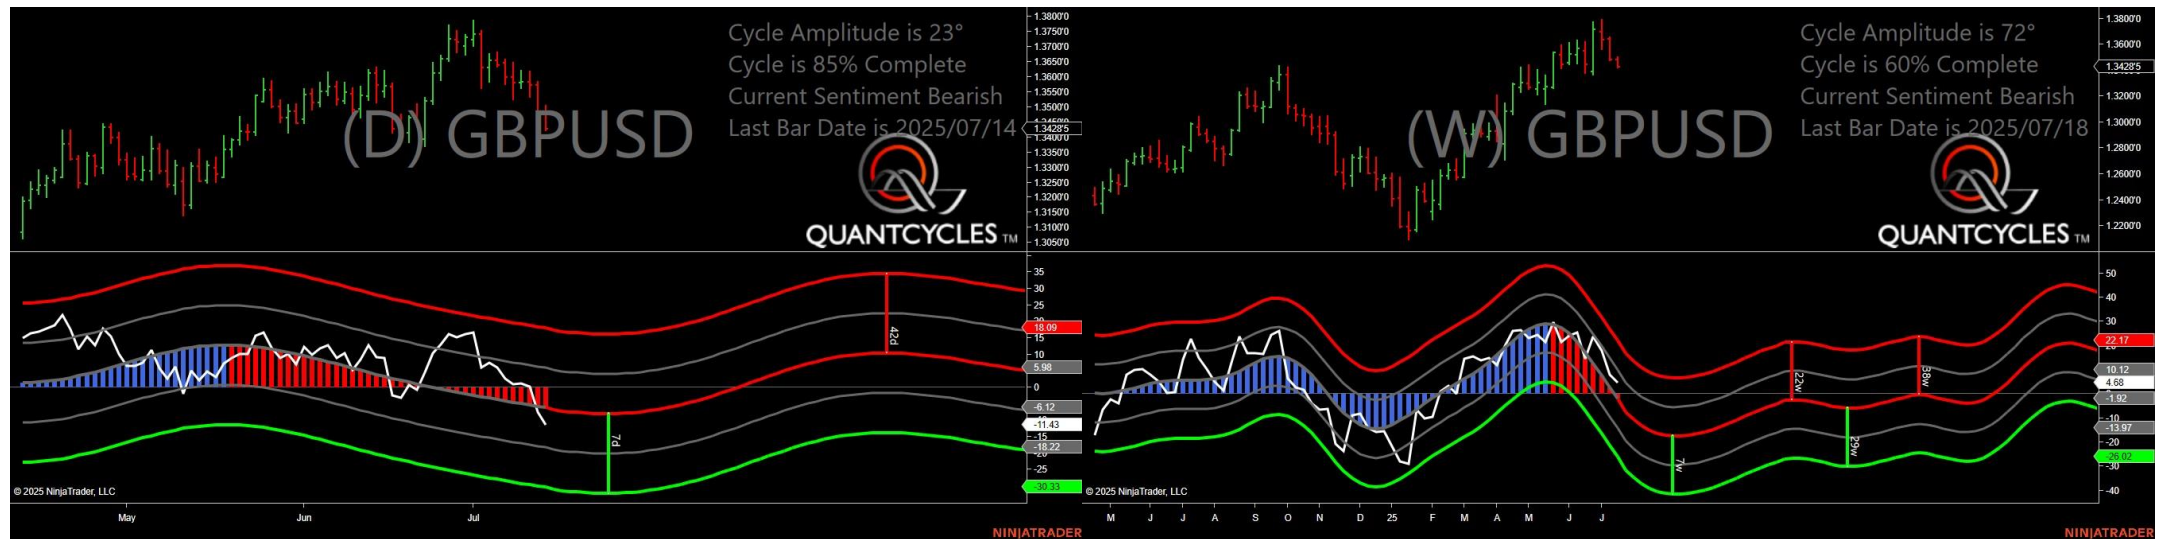 Cycle Amplitude is 23°
Cycle is 85% Complete
Current Sentiment Bearish
Last Bar Date is 2025/07/14
(D) GBPUSD
QUANTCYCLES TM
1.3800'0
1.3750'0
1.3700'0
1.3650'0
1.3600'0
1.3550'0
1.3500'0
1.3428'5
1.3400'0
1.3350'0
1.3300'0
1.3250'0
1.3200'0
1.3150'0
1.3100'0
1.3050'0
35
30
25
18.09
15
10
5.98
0
-6.12
-11.43
-15
-18.22
-25
-30.33
42d
7d
© 2025 NinjaTrader, LLC
May
Jun
Jul
NINJATRADER
Cycle Amplitude is 72°
Cycle is 60% Complete
Current Sentiment Bearish
Last Bar Date is 2025/07/18
(W) GBPUSD
QUANTCYCLES TM
1.3800'0
1.3600'0
1.3428'5
1.3200'0
1.3000'0
1.2800'0
1.2600'0
1.2400'0
1.2200'0
50
40
30
22.17
10.12
4.68
-1.92
-10
-13.97
-20
-26.02
-30
-40
22w
38w
29w
7w
© 2025 NinjaTrader, LLC
M J J A S O N D 25 F M A M J J
NINJATRADER